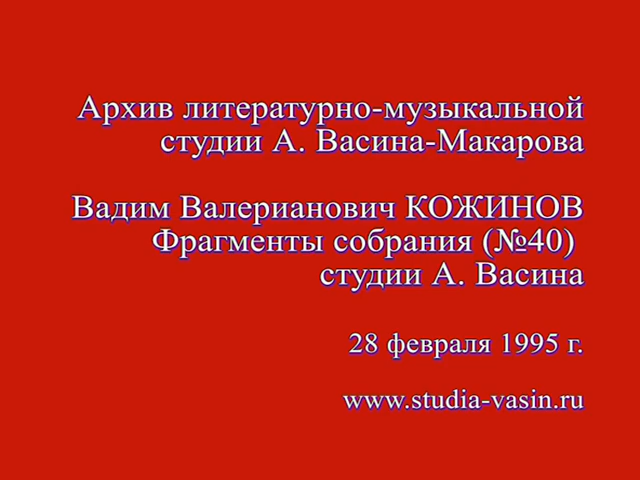 Архив литературно-музыкальной
студии А. Васина-Макарова
Вадим Валерианович КОЖИНОВ
Фрагменты собрания (№40)
студии А. Васина
28 февраля 1995 г.
www.studia-vasin.ru